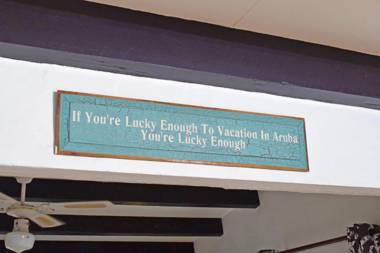 If You're Lucky Enough To Vacation In Aruba
You're Lucky Enough